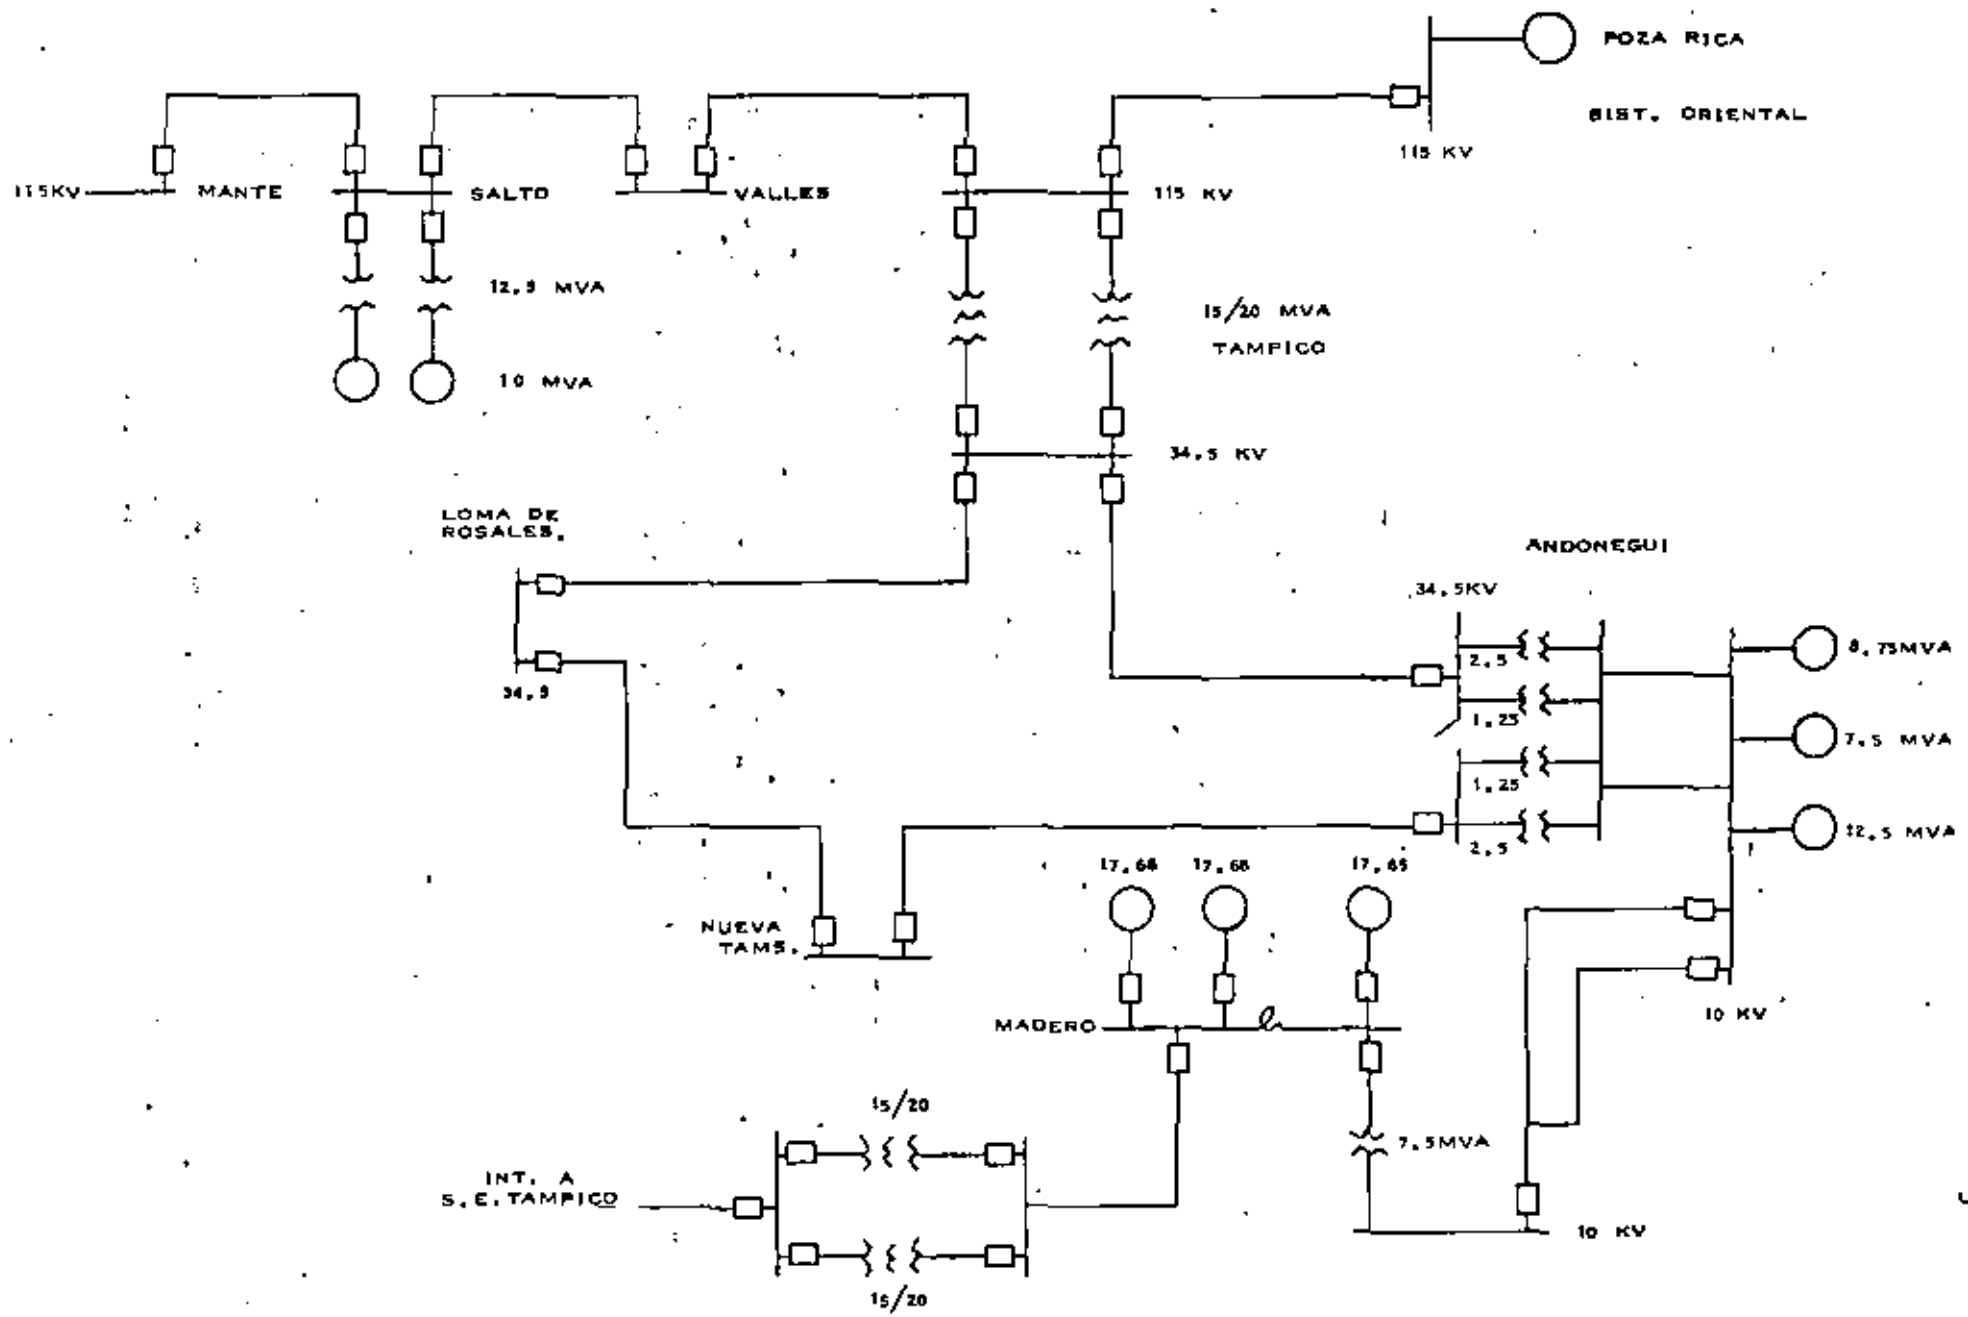 POZA RICA
SIST. ORIENTAL
115 KV
115KV
MANTE
SALTO
VALLES
115 KV
12,5 MVA
10 MVA
15/20 MVA
TAMPICO
34.5 KV
LOMA DE
ROSALES.
34.5
ANDONEGUI
34,5KV
2,5
1,25
1,25
2,5
8,75MVA
7,5 MVA
12,5 MVA
17,68
17,68
17,65
NUEVA
TAMS.
MADERO
10 KV
15/20
7,5MVA
INT. A
S.E. TAMPICO
10 KV
15/20